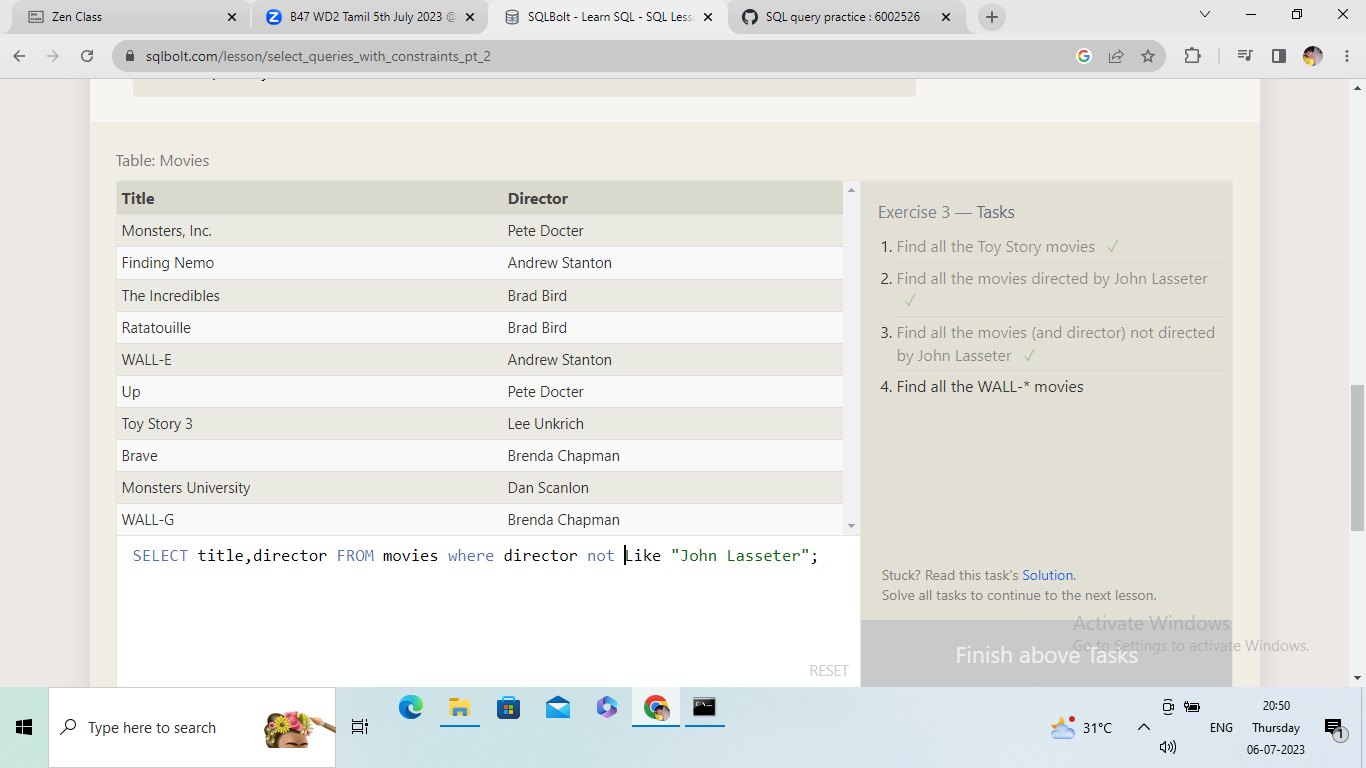 Zen Class
B47 WD2 Tamil 5th July 2023
SQLBolt - Learn SQL - SQL Less
SQL query practice : 6002526
sqlbolt.com/lesson/select_queries_with_constraints_pt_2
Table: Movies
Title Director
Monsters, Inc. Pete Docter
Finding Nemo Andrew Stanton
The Incredibles Brad Bird
Ratatouille Brad Bird
WALL-E Andrew Stanton
Up Pete Docter
Toy Story 3 Lee Unkrich
Brave Brenda Chapman
Monsters University Dan Scanlon
WALL-G Brenda Chapman
SELECT title,director FROM movies where director not Like "John Lasseter";
RESET
Exercise 3 — Tasks
1. Find all the Toy Story movies ✓
2. Find all the movies directed by John Lasseter
✓
3. Find all the movies (and director) not directed
by John Lasseter ✓
4. Find all the WALL-* movies
Stuck? Read this task's Solution.
Solve all tasks to continue to the next lesson.
Finish above Tasks
Activate Windows
Go to Settings to activate Windows.
Type here to search
31°C
ENG
20:50
Thursday
06-07-2023
1